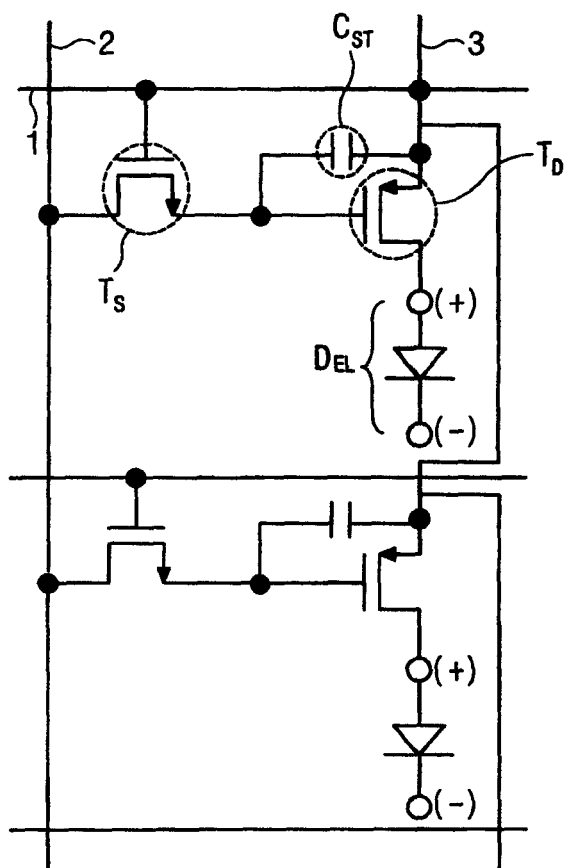 2
C_ST
3
1
T_D
T_S
(+)
D_EL
(-)
(+)
(-)